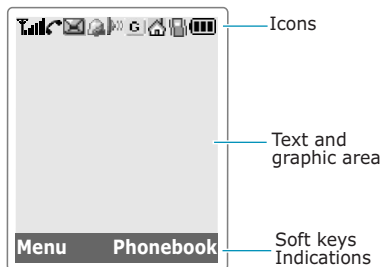 G
Icons
Text and
graphic area
Menu Phonebook
Soft keys
Indications